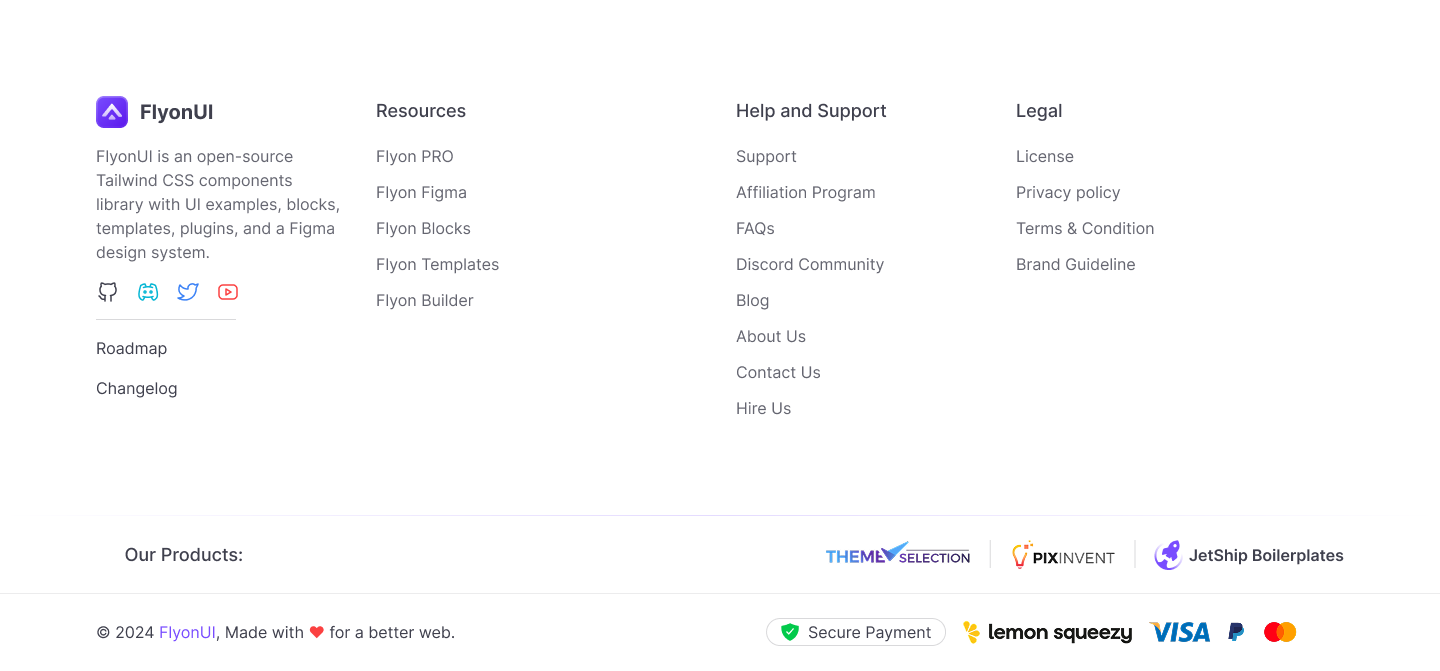 FlyonUI
FlyonUI is an open-source
Tailwind CSS components
library with UI examples, blocks,
templates, plugins, and a Figma
design system.
Roadmap
Changelog
Resources
Flyon PRO
Flyon Figma
Flyon Blocks
Flyon Templates
Flyon Builder
Help and Support
Support
Affiliation Program
FAQs
Discord Community
Blog
About Us
Contact Us
Hire Us
Legal
License
Privacy policy
Terms & Condition
Brand Guideline
Our Products:
THEMESELECTION
PIXINVENT
JetShip Boilerplates
© 2024 FlyonUI, Made with ❤ for a better web.
Secure Payment
lemon squeezy
VISA